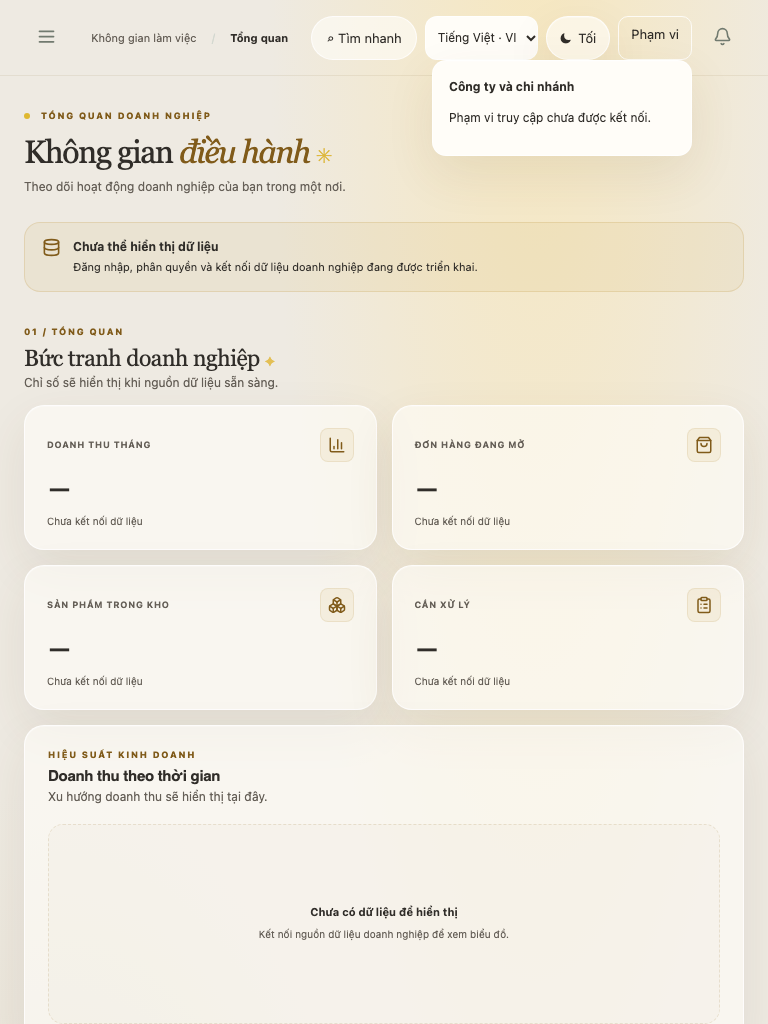 Không gian làm việc / Tổng quan
⌕ Tìm nhanh
Tiếng Việt · VI
Tối
Phạm vi
Công ty và chi nhánh
Phạm vi truy cập chưa được kết nối.
TỔNG QUAN DOANH NGHIỆP
Không gian điều hành
Theo dõi hoạt động doanh nghiệp của bạn trong một nơi.
Chưa thể hiển thị dữ liệu
Đăng nhập, phân quyền và kết nối dữ liệu doanh nghiệp đang được triển khai.
01 / TỔNG QUAN
Bức tranh doanh nghiệp
Chỉ số sẽ hiển thị khi nguồn dữ liệu sẵn sàng.
DOANH THU THÁNG
—
Chưa kết nối dữ liệu
ĐƠN HÀNG ĐANG MỞ
—
Chưa kết nối dữ liệu
SẢN PHẨM TRONG KHO
—
Chưa kết nối dữ liệu
CẦN XỬ LÝ
—
Chưa kết nối dữ liệu
HIỆU SUẤT KINH DOANH
Doanh thu theo thời gian
Xu hướng doanh thu sẽ hiển thị tại đây.
Chưa có dữ liệu để hiển thị
Kết nối nguồn dữ liệu doanh nghiệp để xem biểu đồ.